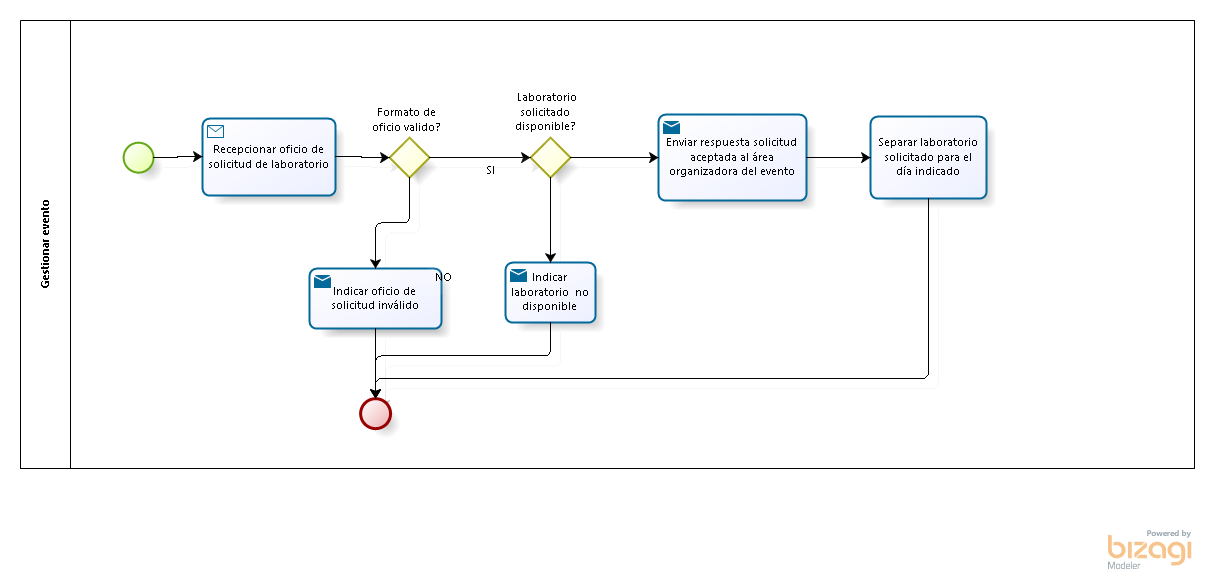 Gestionar evento
Recepcionar oficio de
solicitud de laboratorio
Formato de
oficio valido?
SI
Laboratorio
solicitado
disponible?
Enviar respuesta solicitud
aceptada al área
organizadora del evento
Separar laboratorio
solicitado para el
día indicado
NO
Indicar oficio de
solicitud inválido
Indicar
laboratorio no
disponible
Powered by
bizagi
Modeler